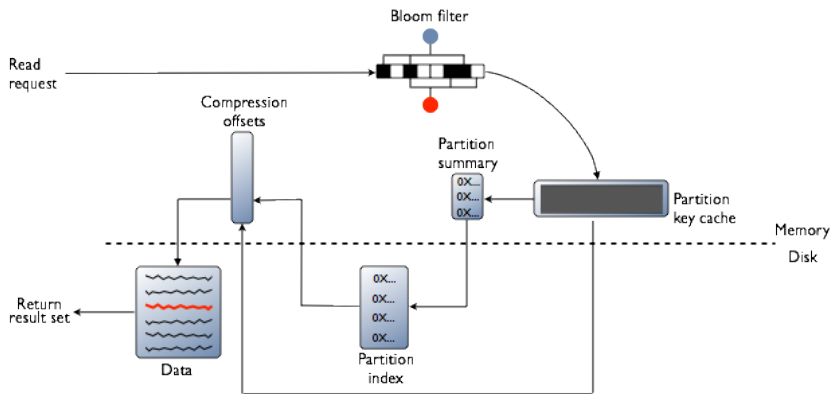 Bloom filter
Read
request
Compression
offsets
Partition
summary
0X...
0X...
0X...
Partition
key cache
Memory
Disk
0X...
0X...
0X...
0X...
Return
result set
Data
Partition
index